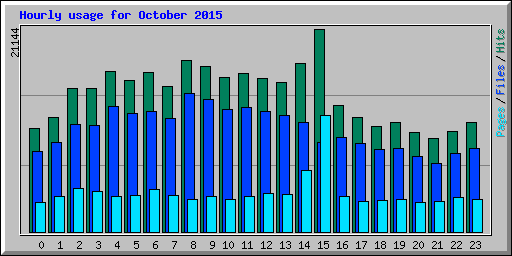 Hourly usage for October 2015
21144
Pages/Files/Hits
0 1 2 3 4 5 6 7 8 9 10 11 12 13 14 15 16 17 18 19 20 21 22 23